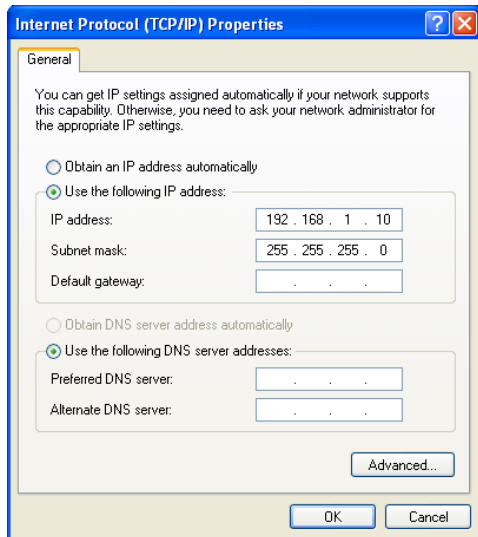 Internet Protocol (TCP/IP) Properties
General
You can get IP settings assigned automatically if your network supports
this capability. Otherwise, you need to ask your network administrator for
the appropriate IP settings.
Obtain an IP address automatically
Use the following IP address:
IP address: 192 . 168 . 1 . 10
Subnet mask: 255 . 255 . 255 . 0
Default gateway: . . .
Obtain DNS server address automatically
Use the following DNS server addresses:
Preferred DNS server: . . .
Alternate DNS server: . . .
Advanced...
OK Cancel